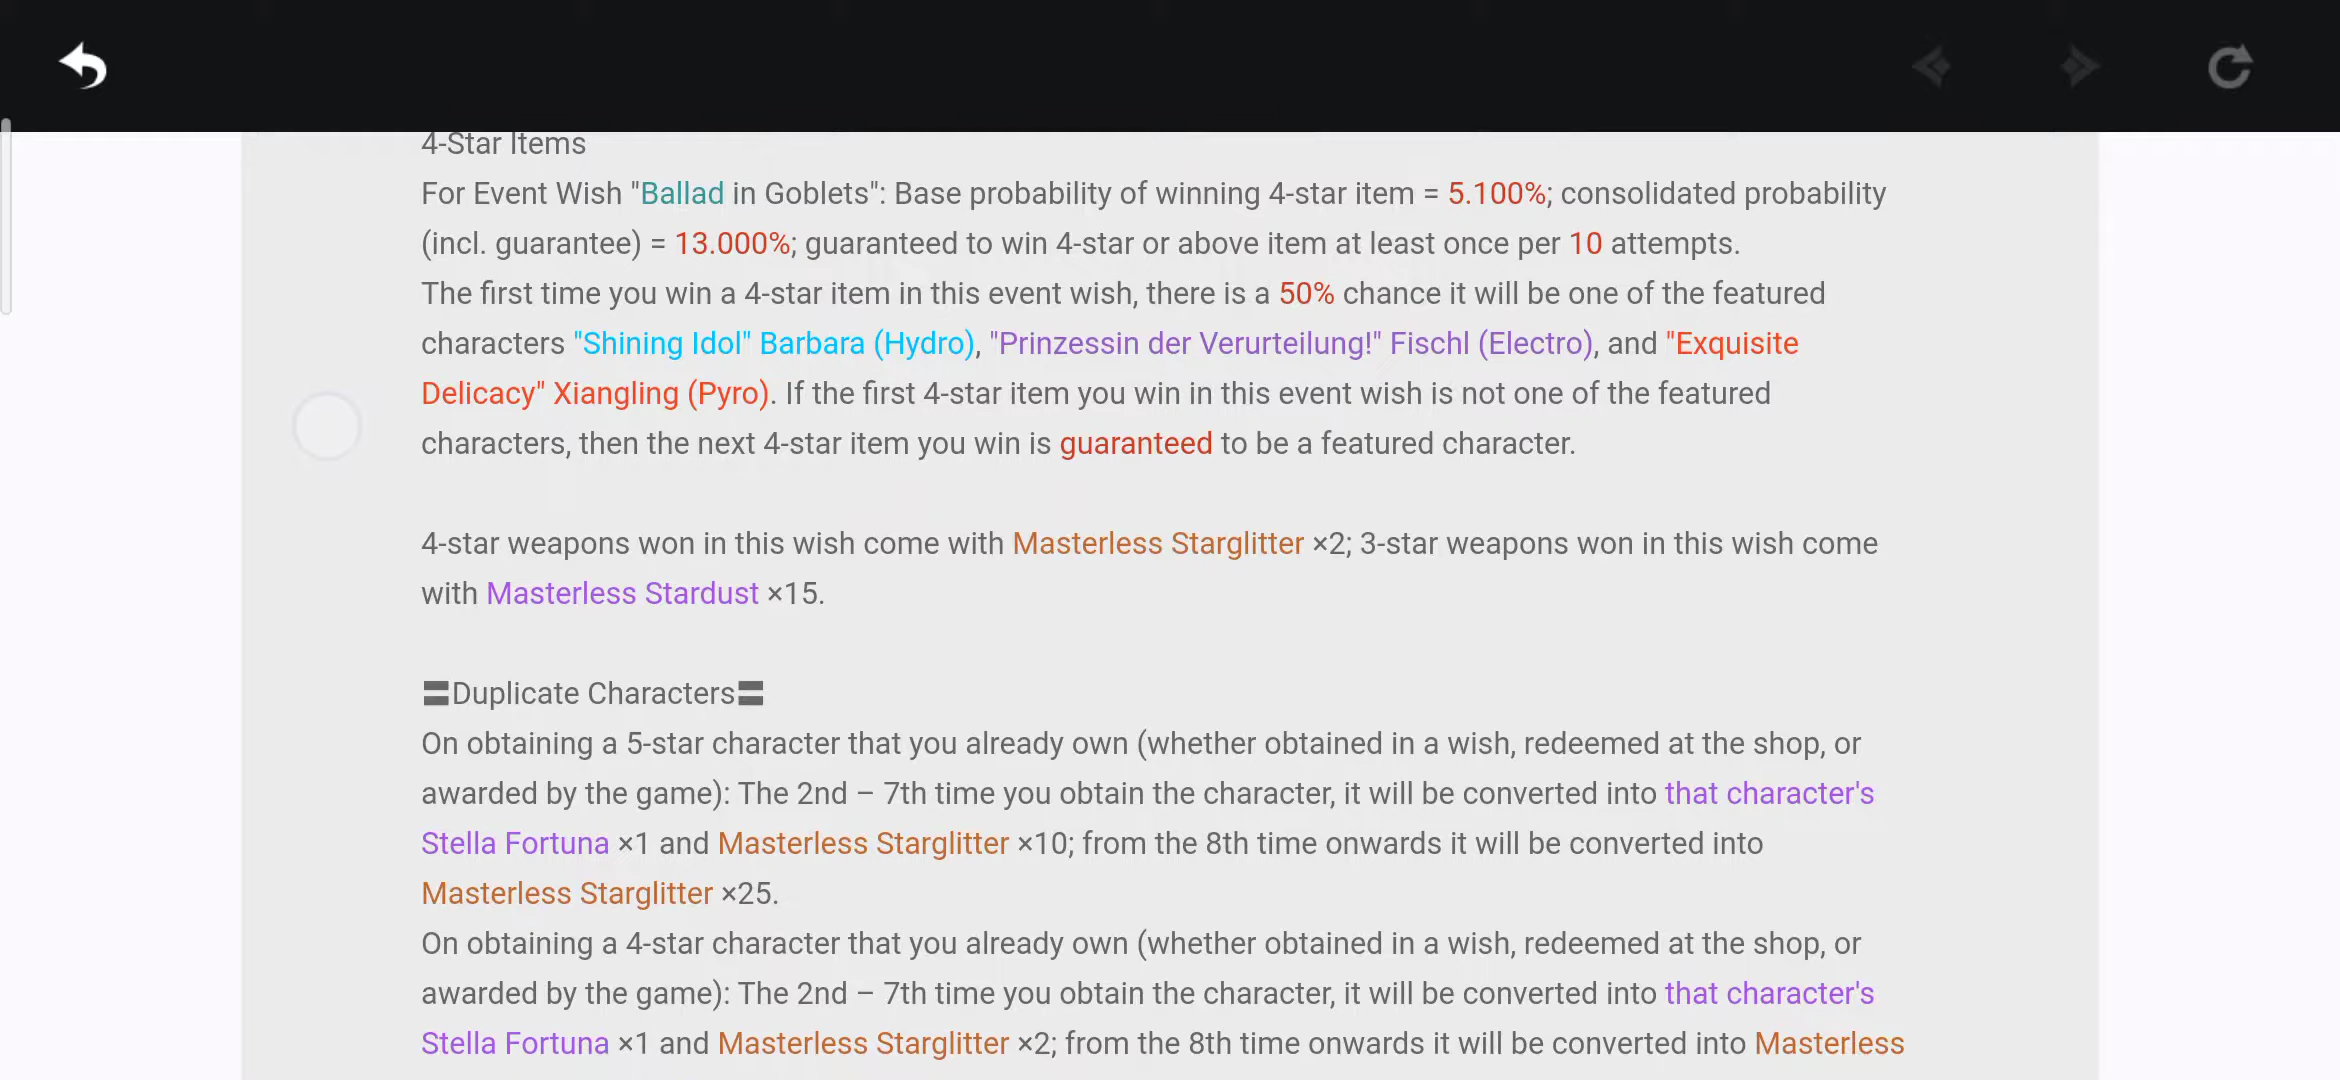 4-Star Items
For Event Wish "Ballad in Goblets": Base probability of winning 4-star item = 5.100%; consolidated probability
(incl. guarantee) = 13.000%; guaranteed to win 4-star or above item at least once per 10 attempts.
The first time you win a 4-star item in this event wish, there is a 50% chance it will be one of the featured
characters "Shining Idol" Barbara (Hydro), "Prinzessin der Verurteilung!" Fischl (Electro), and "Exquisite
Delicacy" Xiangling (Pyro). If the first 4-star item you win in this event wish is not one of the featured
characters, then the next 4-star item you win is guaranteed to be a featured character.
4-star weapons won in this wish come with Masterless Starglitter ×2; 3-star weapons won in this wish come
with Masterless Stardust ×15.
〓Duplicate Characters〓
On obtaining a 5-star character that you already own (whether obtained in a wish, redeemed at the shop, or
awarded by the game): The 2nd – 7th time you obtain the character, it will be converted into that character's
Stella Fortuna ×1 and Masterless Starglitter ×10; from the 8th time onwards it will be converted into
Masterless Starglitter ×25.
On obtaining a 4-star character that you already own (whether obtained in a wish, redeemed at the shop, or
awarded by the game): The 2nd – 7th time you obtain the character, it will be converted into that character's
Stella Fortuna ×1 and Masterless Starglitter ×2; from the 8th time onwards it will be converted into Masterless